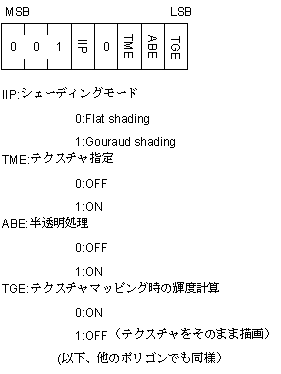 MSB LSB
0 0 1 IIP 0 TME ABE TGE
IIP:シェーディングモード
0:Flat shading
1:Gouraud shading
TME:テクスチャ指定
0:OFF
1:ON
ABE:半透明処理
0:OFF
1:ON
TGE:テクスチャマッピング時の輝度計算
0:ON
1:OFF（テクスチャをそのまま描画）
(以下、他のポリゴンでも同様)